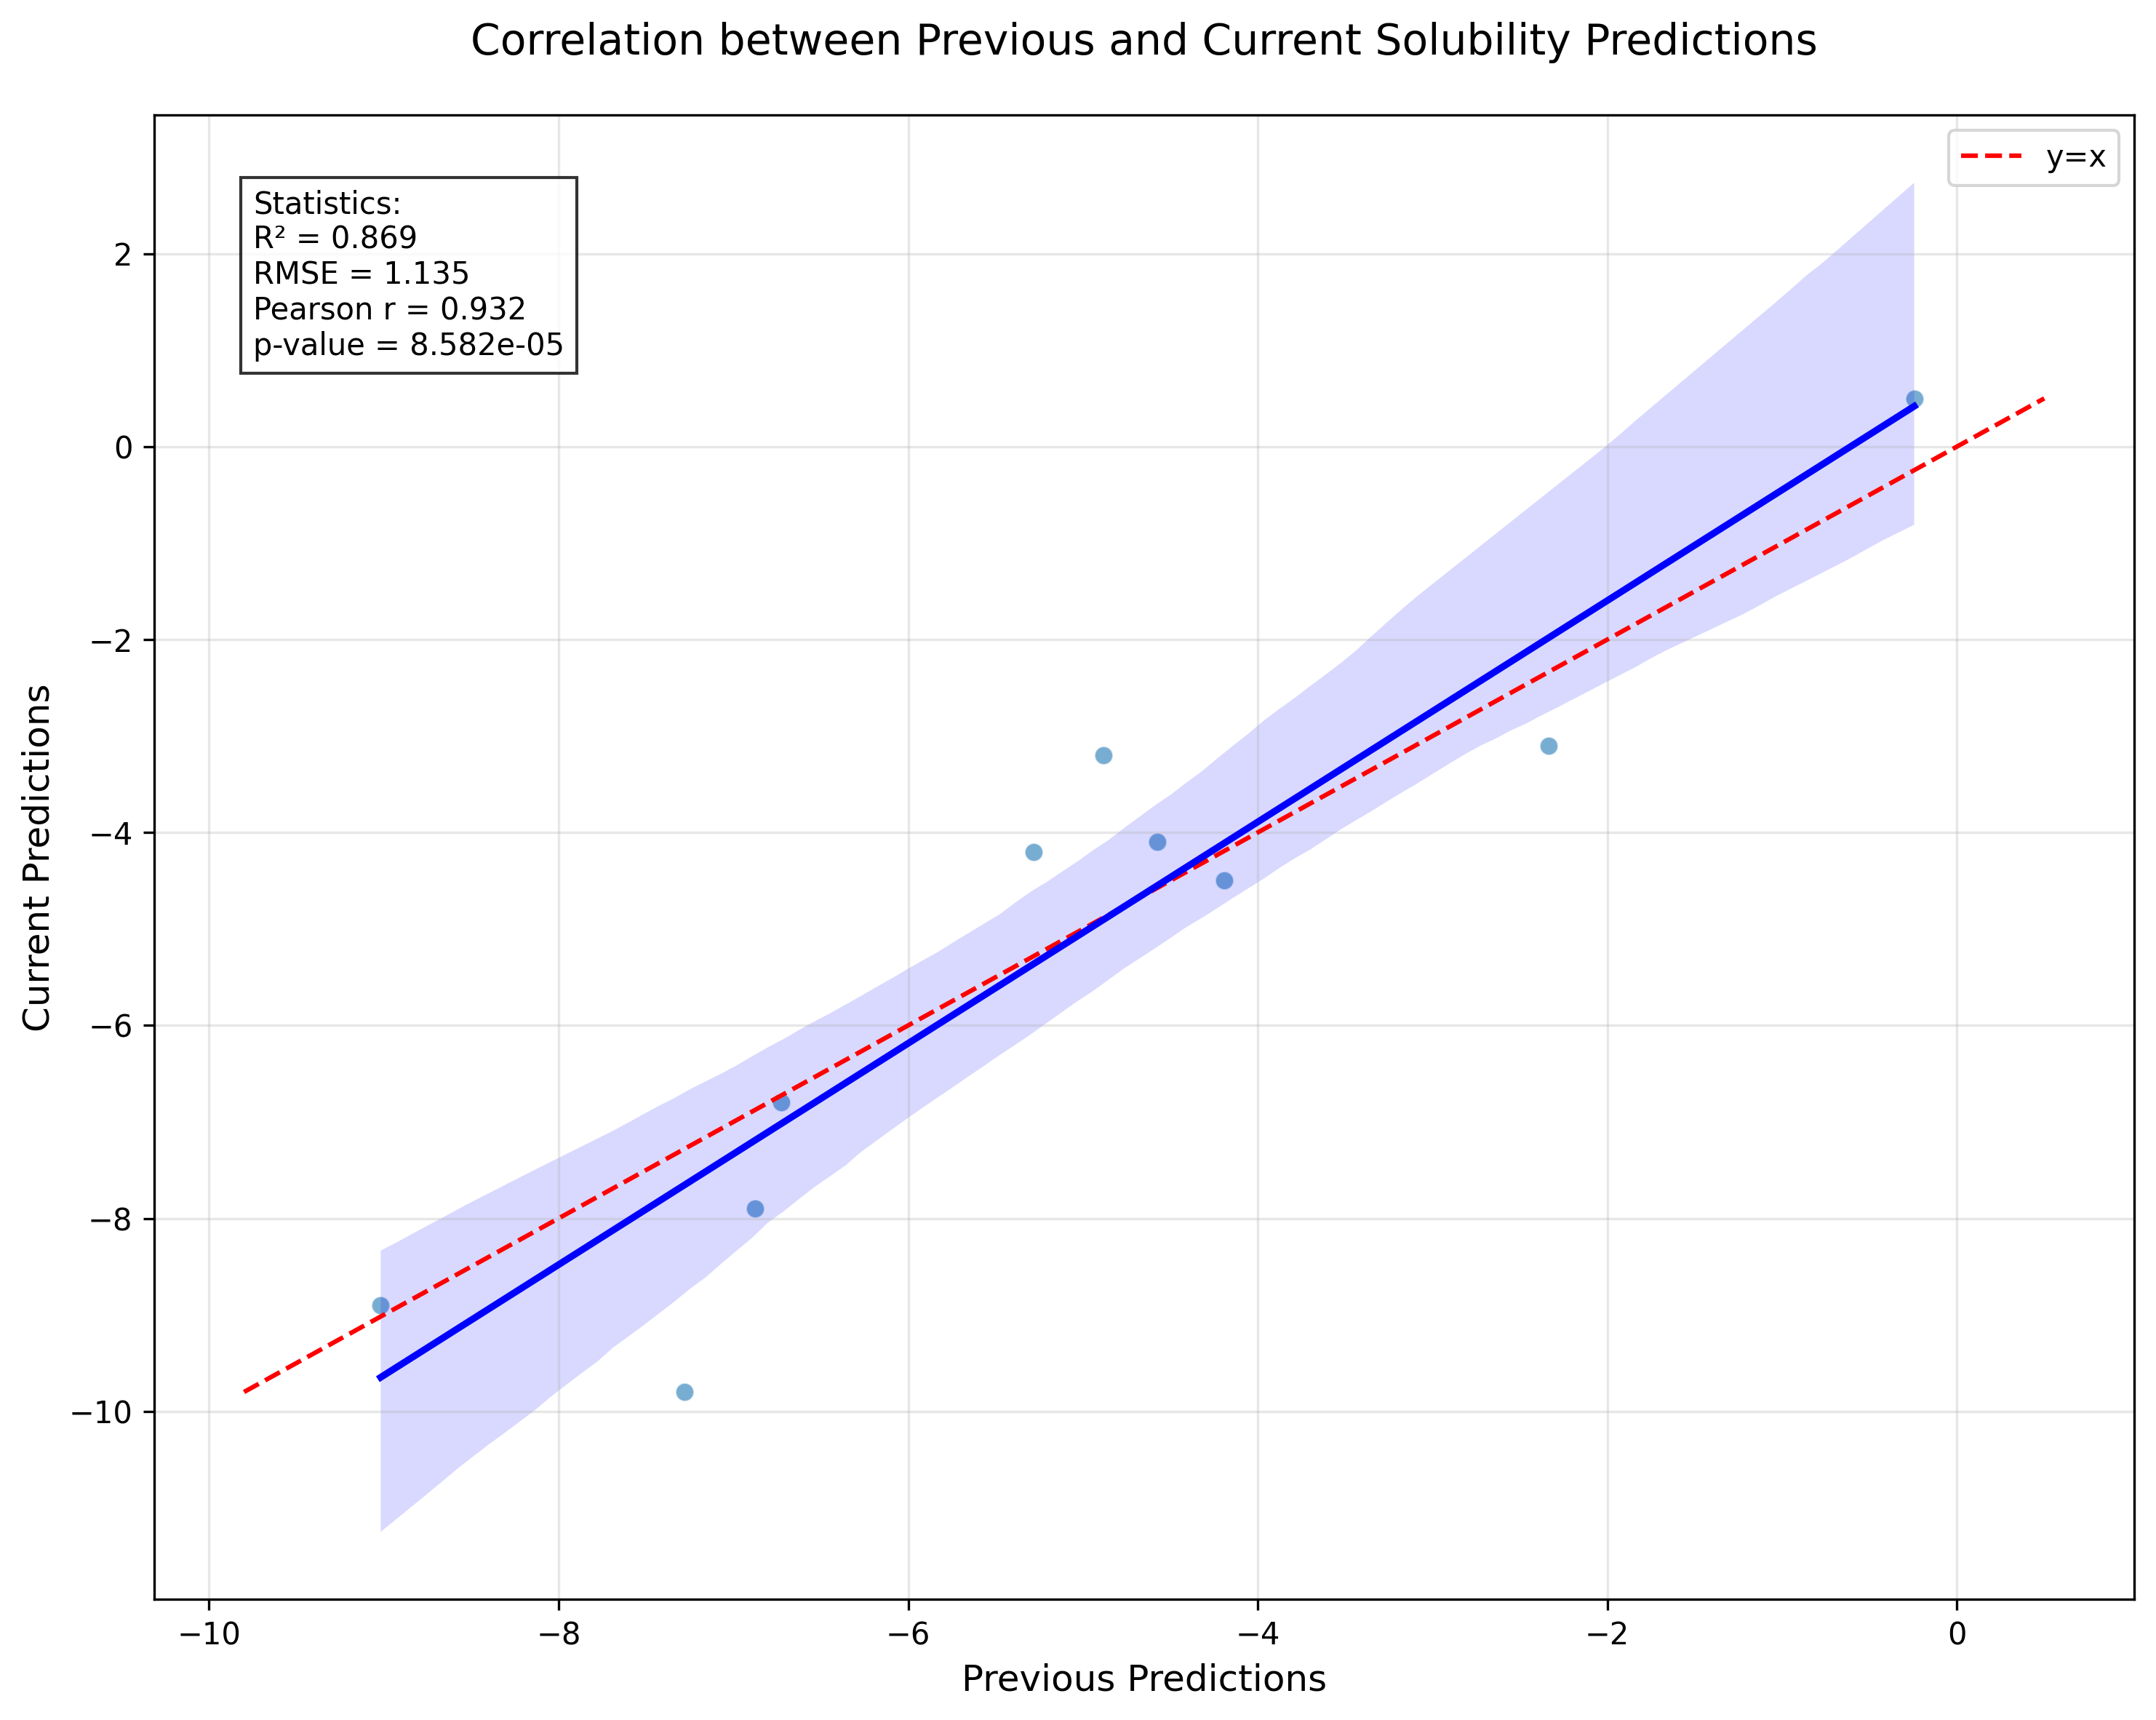 Correlation between Previous and Current Solubility Predictions
y=x
Statistics:
R² = 0.869
RMSE = 1.135
Pearson r = 0.932
p-value = 8.582e-05
2
0
−2
−4
−6
−8
−10
Current Predictions
−10
−8
−6
−4
−2
0
Previous Predictions